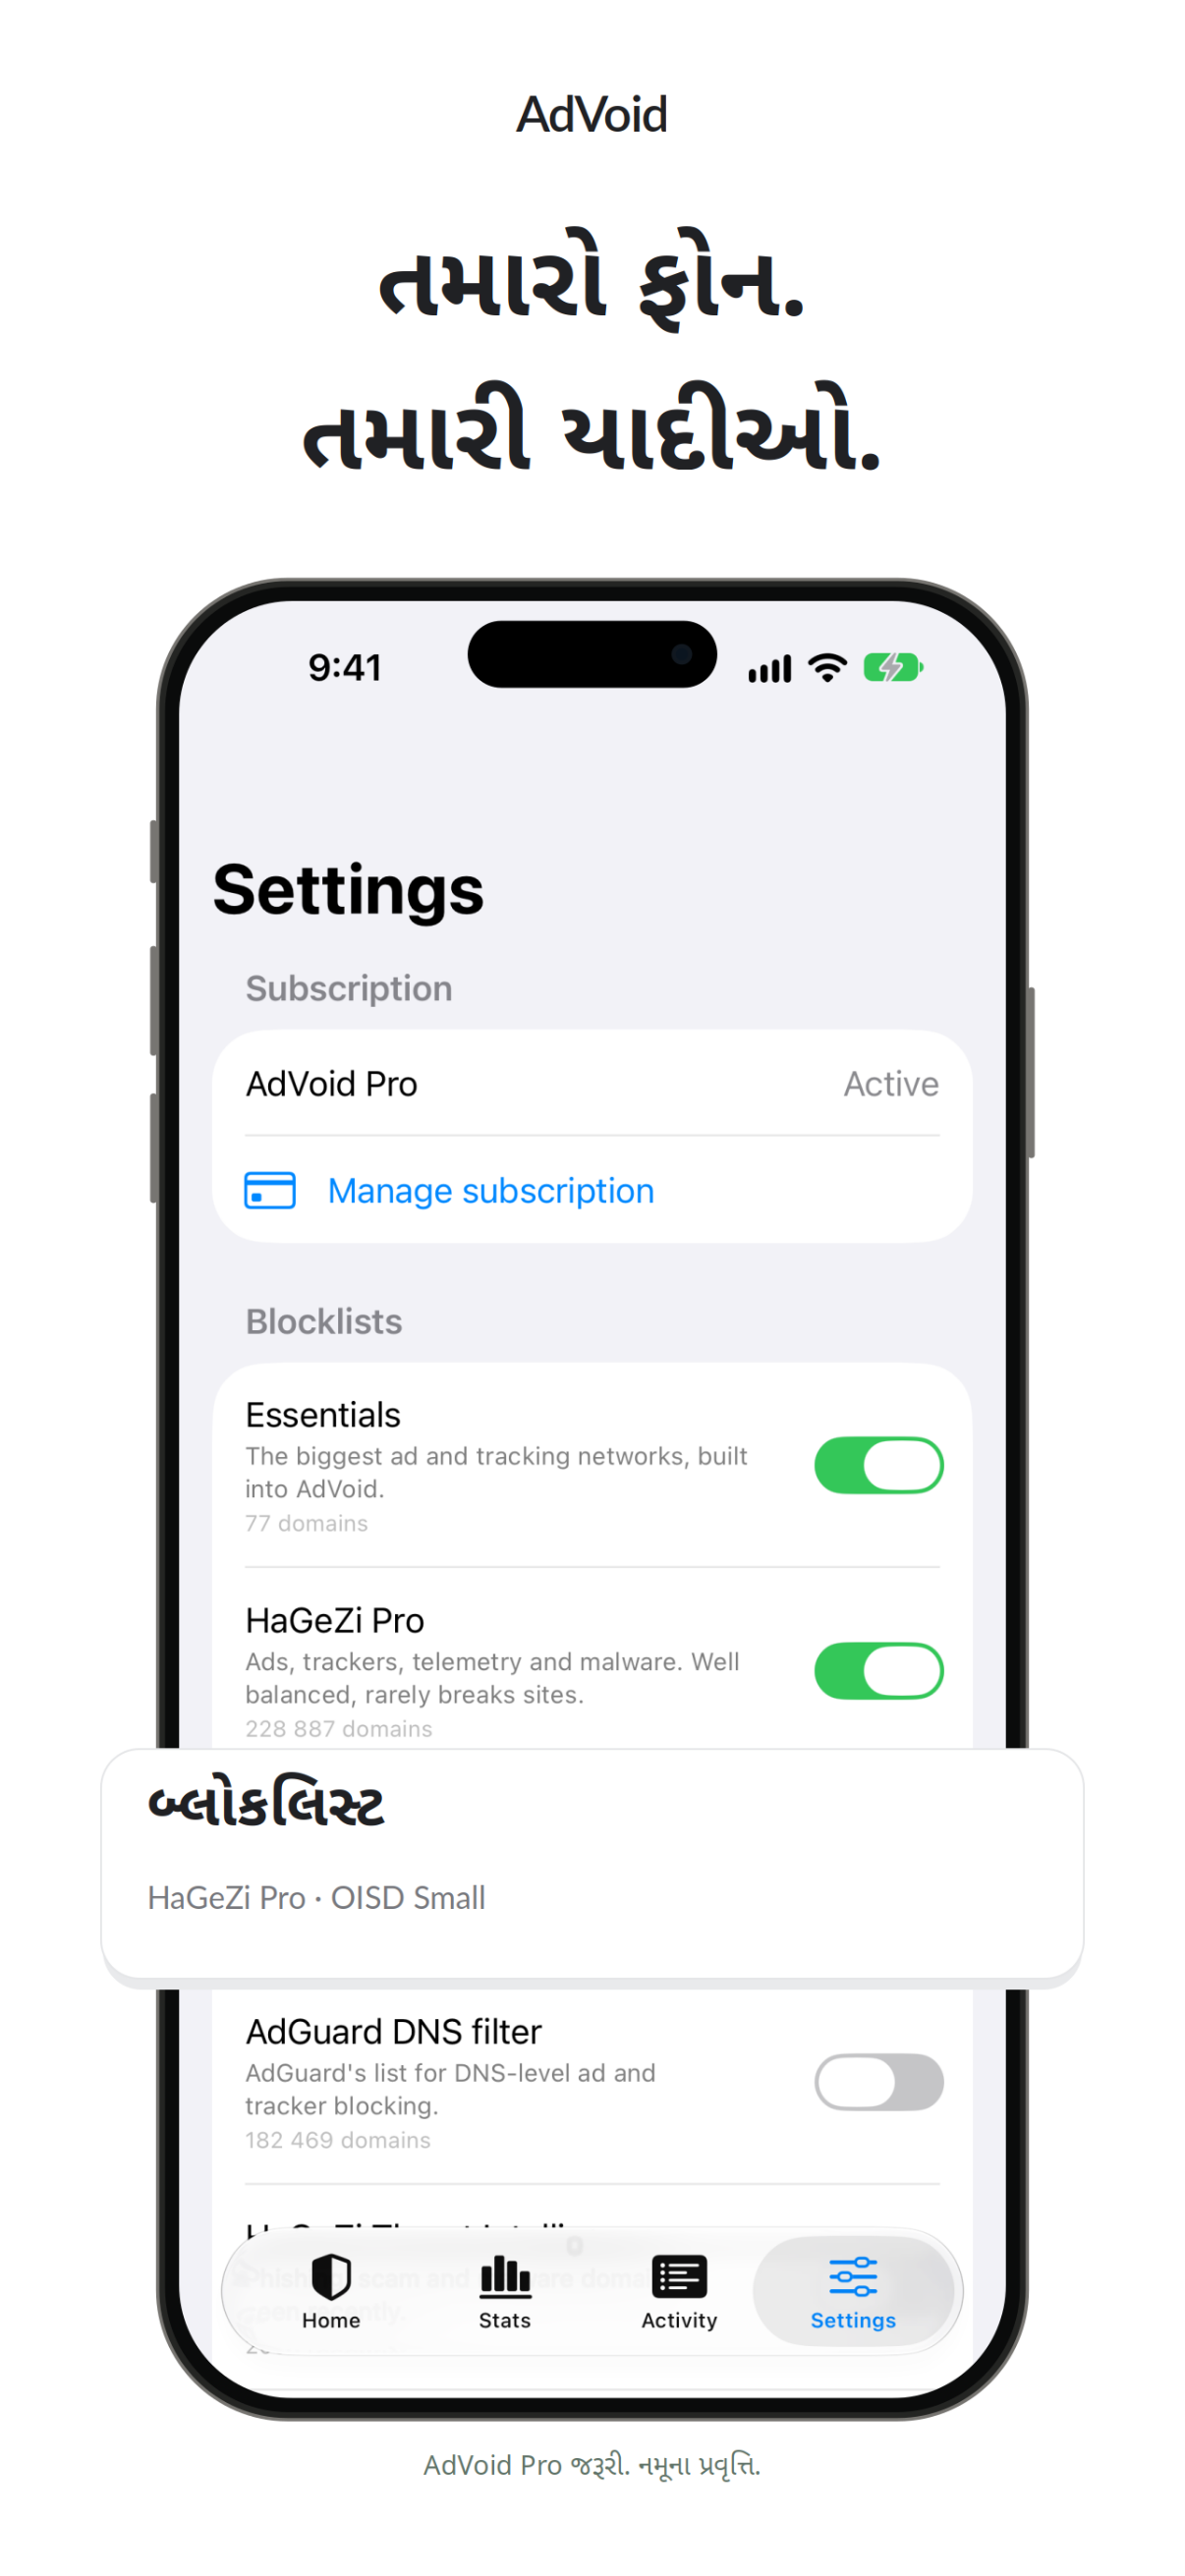 AdVoid
તમારો ફોન.
તમારી યાદીઓ.
9:41
Settings
Subscription
AdVoid Pro
Active
Manage subscription
Blocklists
Essentials
The biggest ad and tracking networks, built
into AdVoid.
77 domains
HaGeZi Pro
Ads, trackers, telemetry and malware. Well
balanced, rarely breaks sites.
228 887 domains
બ્લોકલિસ્ટ
HaGeZi Pro · OISD Small
AdGuard DNS filter
AdGuard's list for DNS-level ad and
tracker blocking.
182 469 domains
Home
Stats
Activity
Settings
AdVoid Pro જરૂરી. નમૂના પ્રવૃત્તિ.